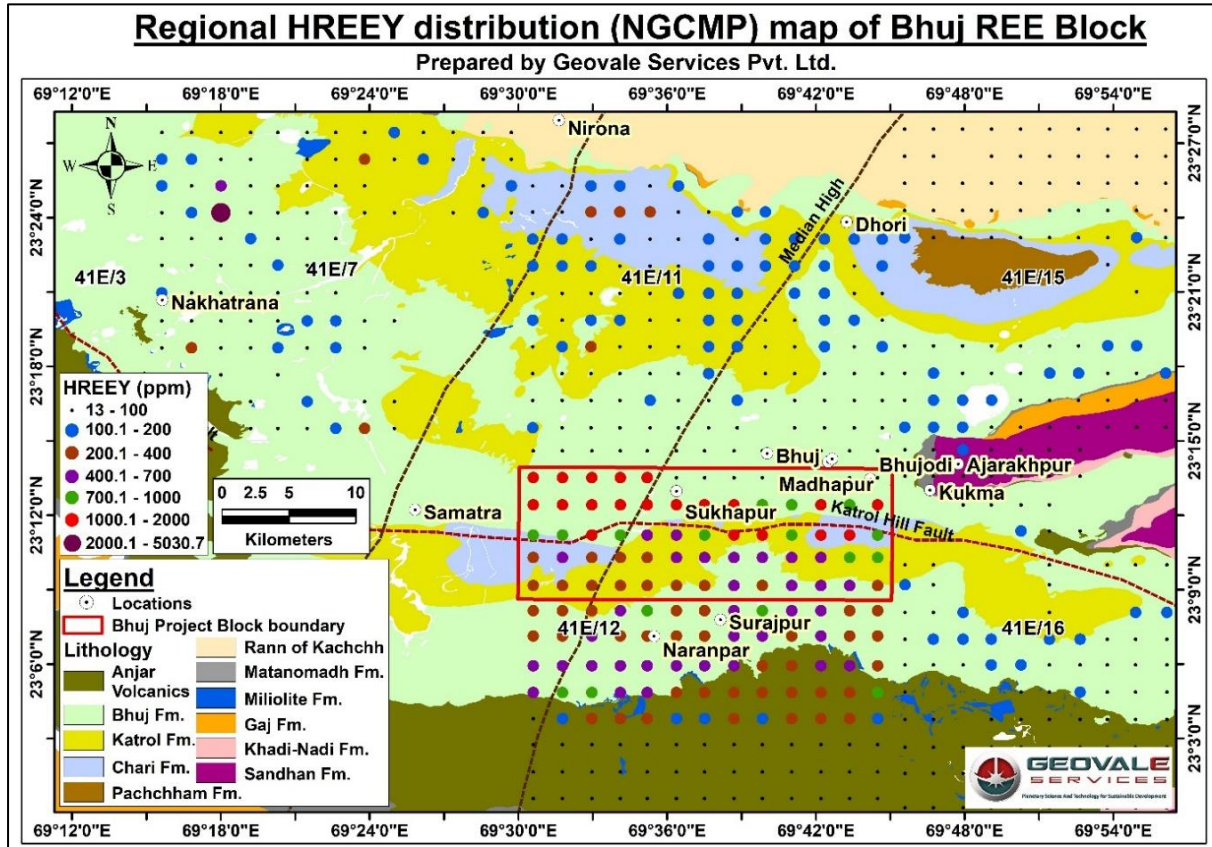 Regional HREEY distribution (NGCMP) map of Bhuj REE Block
Prepared by Geovale Services Pvt. Ltd.
69°12'0"E 69°18'0"E 69°24'0"E 69°30'0"E 69°36'0"E 69°42'0"E 69°48'0"E 69°54'0"E
N
W E
S
Nirona
23°27'0"N
23°24'0"N
Dhori
Median High
41E/3 41E/7 41E/11 41E/15
Nakhatrana
23°21'0"N
23°18'0"N
HREEY (ppm)
13 - 100
100.1 - 200
200.1 - 400
400.1 - 700
700.1 - 1000
1000.1 - 2000
2000.1 - 5030.7
23°15'0"N
Bhuj
Bhujodi Ajarakhpur
Madhapur
Kukma
0 2.5 5 10
Kilometers
23°12'0"N
Samatra
Sukhapur
Katrol Hill Fault
23°9'0"N
Legend
Locations
Bhuj Project Block boundary
Lithology
Anjar
Volcanics
Bhuj Fm.
Katrol Fm.
Chari Fm.
Pachchham Fm.
Rann of Kachchh
Matanomadh Fm.
Miliolite Fm.
Gaj Fm.
Khadi-Nadi Fm.
Sandhan Fm.
41E/12
Surajpur
Naranpar
41E/16
23°6'0"N
23°3'0"N
GEOVALE
SERVICES
Planetary Science And Technology for Sustainable Development
69°12'0"E 69°18'0"E 69°24'0"E 69°30'0"E 69°36'0"E 69°42'0"E 69°48'0"E 69°54'0"E